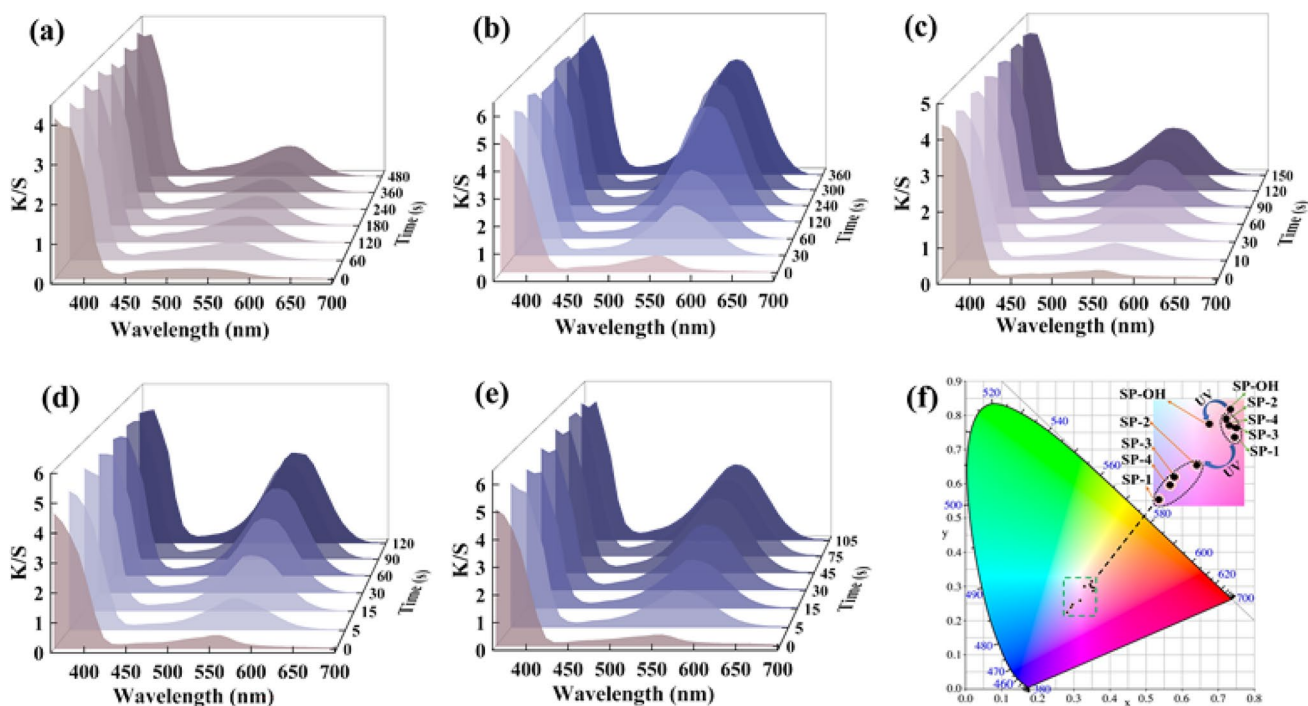 (a)
K/S
4
3
2
1
0
400 450 500 550 600 650 700
Wavelength (nm)
480
360
240
180
120
60
0
Time (s)
(b)
6
5
4
3
2
1
0
400 450 500 550 600 650 700
Wavelength (nm)
360
300
240
120
60
30
0
Time (s)
(c)
K/S
5
4
3
2
1
0
400 450 500 550 600 650 700
Wavelength (nm)
150
120
90
60
30
10
0
Time (s)
(d)
K/S
6
5
4
3
2
1
0
400 450 500 550 600 650 700
Wavelength (nm)
120
90
60
30
15
5
0
Time (s)
(e)
K/S
6
5
4
3
2
1
0
400 450 500 550 600 650 700
Wavelength (nm)
105
75
45
30
15
5
0
Time (s)
(f)
0.9
0.8
0.7
0.6
0.5
y
0.4
0.3
0.2
0.1
0.0
0.0 0.1 0.2 0.3 0.4 0.5 0.6 0.7 0.8
x
520
540
560
580
600
620
700
500
490
480
470
460
380
SP-OH
SP-2
SP-3
SP-4
SP-1
UV
SP-OH
SP-2
SP-4
SP-3
SP-1
UV